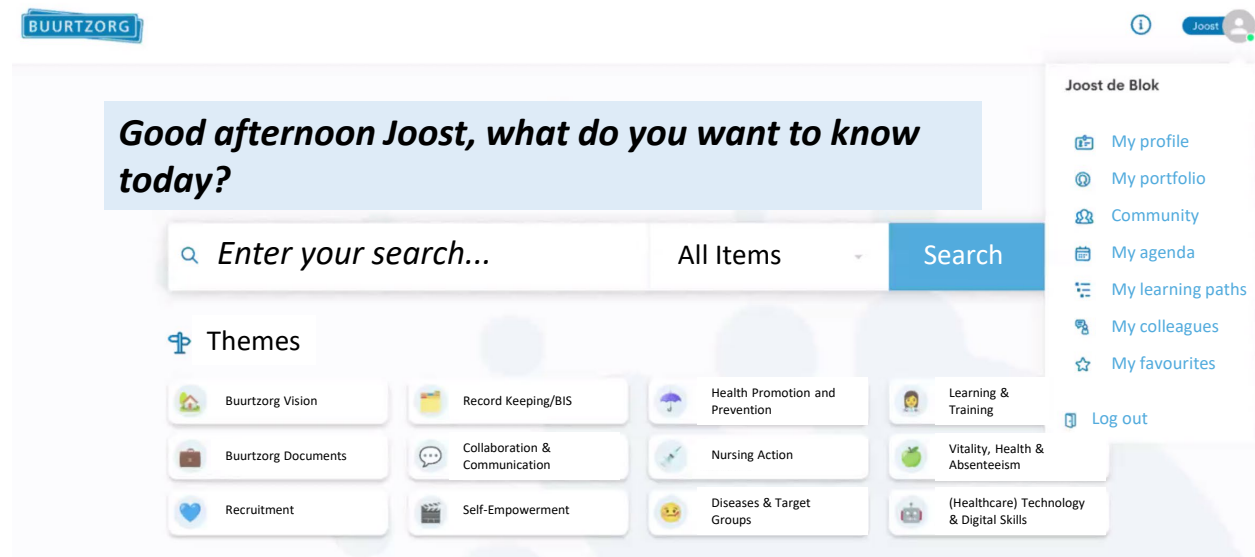 BUURTZORG
Joost
Joost de Blok
Good afternoon Joost, what do you want to know
today?
My profile
My portfolio
Community
My agenda
My learning paths
My colleagues
My favourites
Log out
Enter your search...
All Items
Search
Themes
Buurtzorg Vision
Record Keeping/BIS
Health Promotion and
Prevention
Learning &
Training
Buurtzorg Documents
Collaboration &
Communication
Nursing Action
Vitality, Health &
Absenteeism
Recruitment
Self-Empowerment
Diseases & Target
Groups
(Healthcare) Technology
& Digital Skills